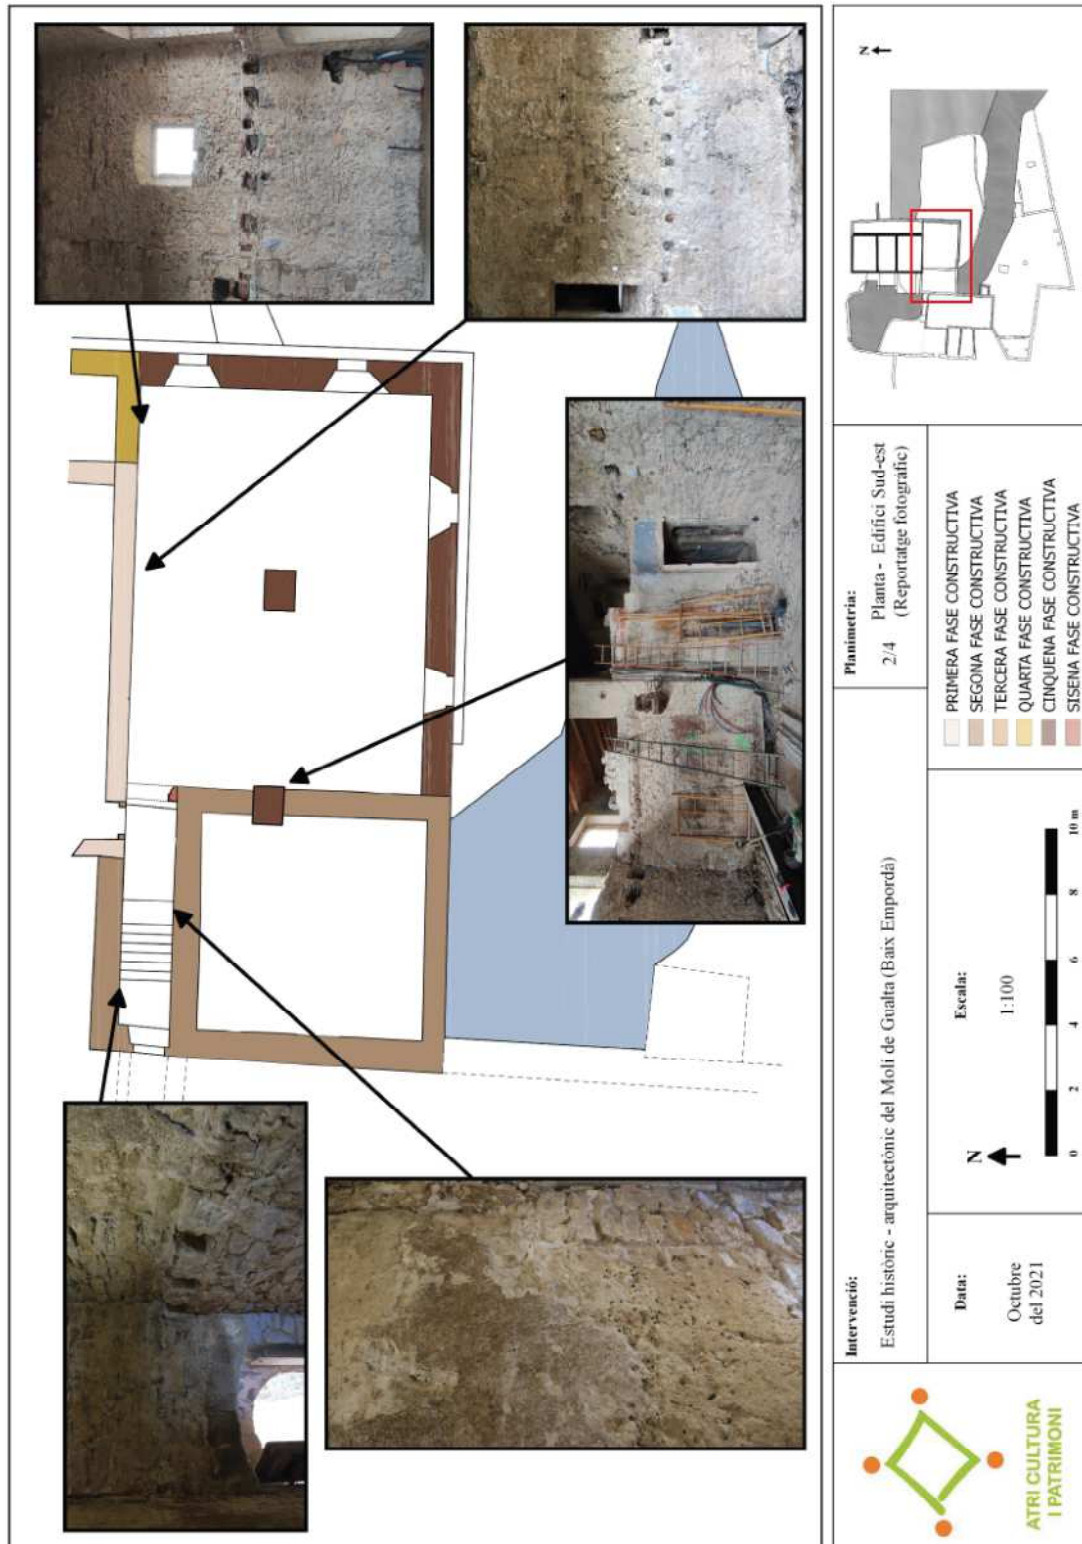 ATRI CULTURA
I PATRIMONI
Intervenció:
Estudi històric - arquitectònic del Molí de Gualta (Baix Empordà)
Data:
Octubre
del 2021
Escala:
1:100
N
0 2 4 6 8 10 m
Planimetria:
2/4 Planta - Edifici Sud-est
(Reportatge fotogràfic)
PRIMERA FASE CONSTRUCTIVA
SEGONA FASE CONSTRUCTIVA
TERCERA FASE CONSTRUCTIVA
QUARTA FASE CONSTRUCTIVA
CINQUENA FASE CONSTRUCTIVA
SISENA FASE CONSTRUCTIVA
N